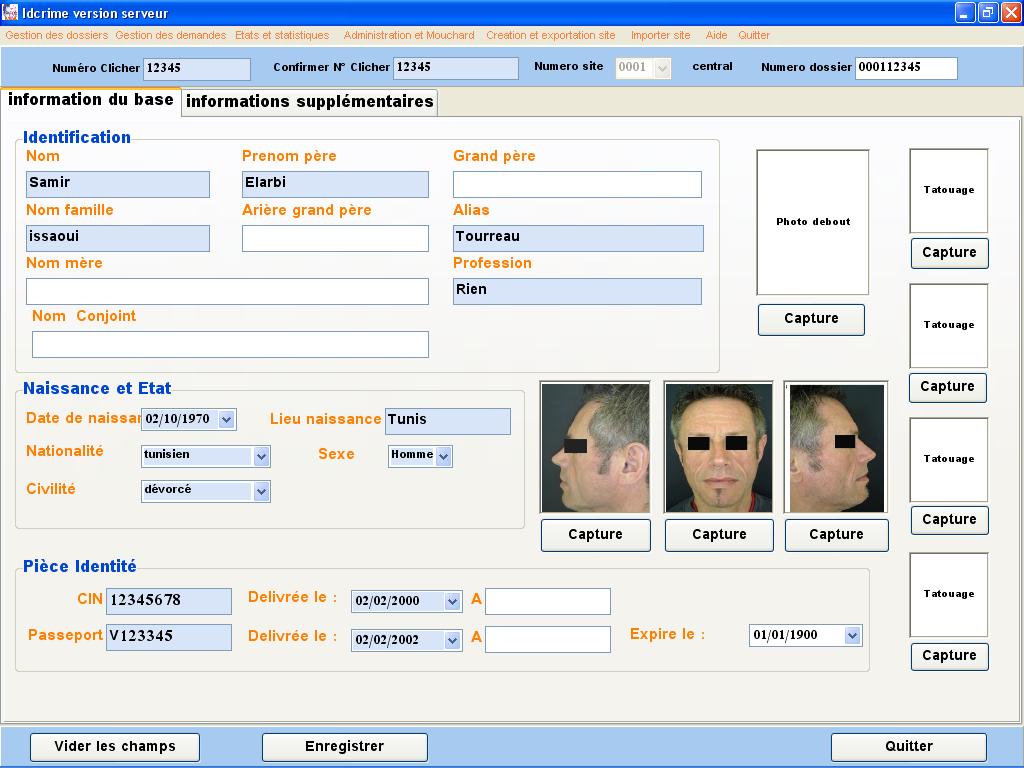 Idcrime version serveur
Gestion des dossiers Gestion des demandes Etats et statistiques Administration et Mouchard Creation et exportation site Importer site Aide Quitter
Numéro Clicher 12345 Confirmer N° Clicher 12345 Numero site 0001 central Numero dossier 000112345
information du base informations supplémentaires
Identification
Nom Prenom père Grand père
Samir Elarbi
Nom famille Arière grand père Alias
issaoui Tourreau
Nom mère Profession
Rien
Nom Conjoint
Photo debout
Capture
Tatouage
Capture
Tatouage
Capture
Tatouage
Capture
Tatouage
Capture
Naissance et Etat
Date de naissar 02/10/1970 Lieu naissance Tunis
Nationalité tunisien Sexe Homme
Civilité dévorcé
Capture Capture Capture
Pièce Identité
CIN 12345678 Delivrée le : 02/02/2000 A
Passeport V123345 Delivrée le : 02/02/2002 A Expire le : 01/01/1900
Vider les champs Enregistrer Quitter